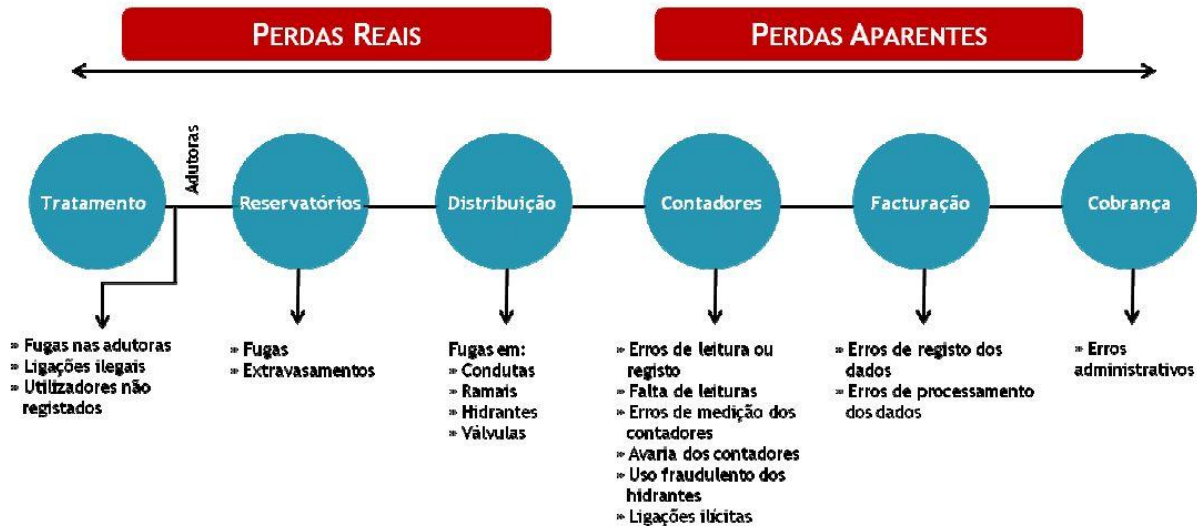 PERDAS REAIS
PERDAS APARENTES
Adutoras
Tratamento
Reservatórios
Distribuição
Contadores
Facturação
Cobrança
» Fugas nas adutoras
» Ligações ilegais
» Utilizadores não
registados
» Fugas
» Extravasamentos
Fugas em:
» Condutas
» Ramais
» Hidrantes
» Válvulas
» Erros de leitura ou
registo
» Falta de leituras
» Erros de medição dos
contadores
» Avaria dos contadores
» Uso fraudulento dos
hidrantes
» Ligações ilícitas
» Erros de registo dos
dados
» Erros de processamento
dos dados
» Erros
administrativos